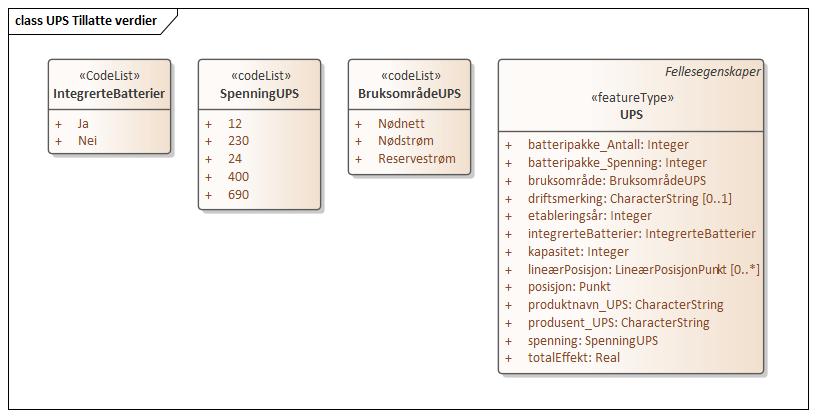 class UPS Tillatte verdier
«CodeList»
IntegrerteBatterier
+ Ja
+ Nei
«codeList»
SpenningUPS
+ 12
+ 230
+ 24
+ 400
+ 690
«codeList»
BruksområdeUPS
+ Nødnett
+ Nødstrøm
+ Reservestrøm
Fellesegenskaper
«featureType»
UPS
+ batteripakke_Antall: Integer
+ batteripakke_Spenning: Integer
+ bruksområde: BruksområdeUPS
+ driftsmerking: CharacterString [0..1]
+ etableringsår: Integer
+ integrerteBatterier: IntegrerteBatterier
+ kapasitet: Integer
+ lineærPosisjon: LineærPosisjonPunkt [0..*]
+ posisjon: Punkt
+ produktnavn_UPS: CharacterString
+ produsent_UPS: CharacterString
+ spenning: SpenningUPS
+ totalEffekt: Real